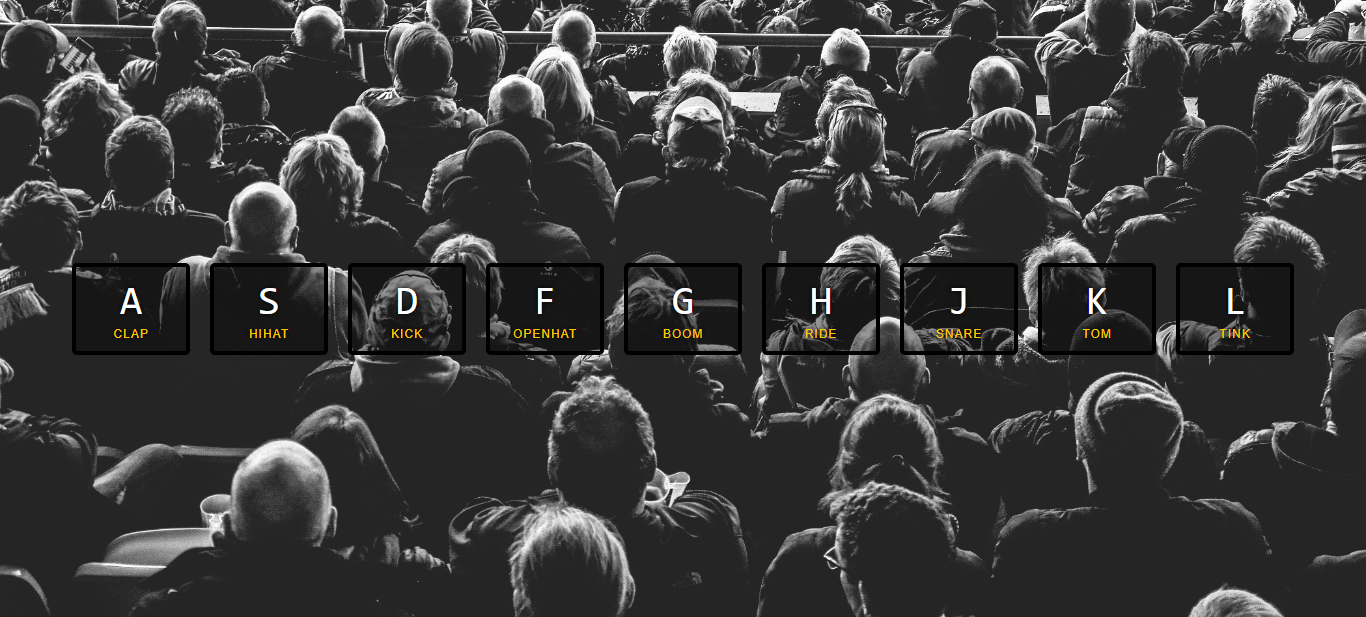 A S D F G H J K L
CLAP HIHAT KICK OPENHAT BOOM RIDE SNARE TOM TINK